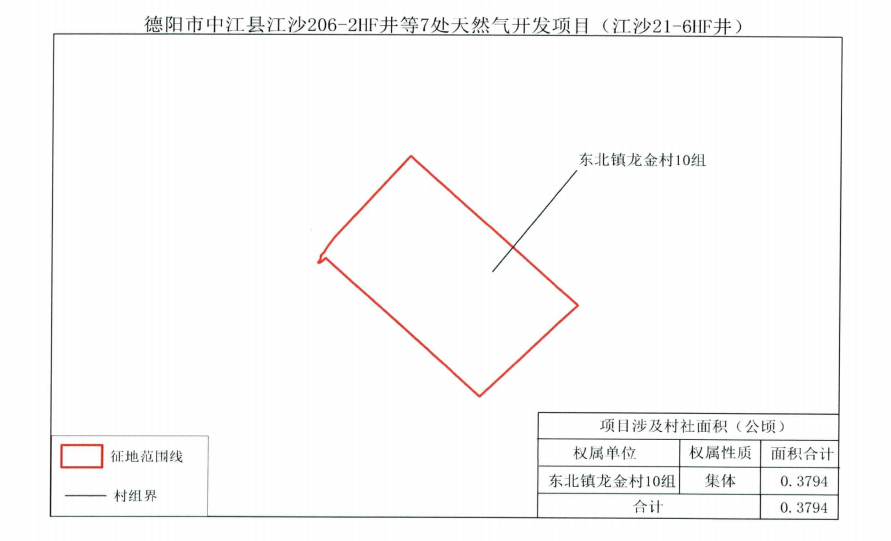 德阳市中江县江沙206-2HF井等7处天然气开发项目（江沙21-6HF井）
东北镇龙金村10组
征地范围线
村组界
项目涉及村社面积（公顷）
权属单位 权属性质 面积合计
东北镇龙金村10组 集体 0.3794
合计 0.3794